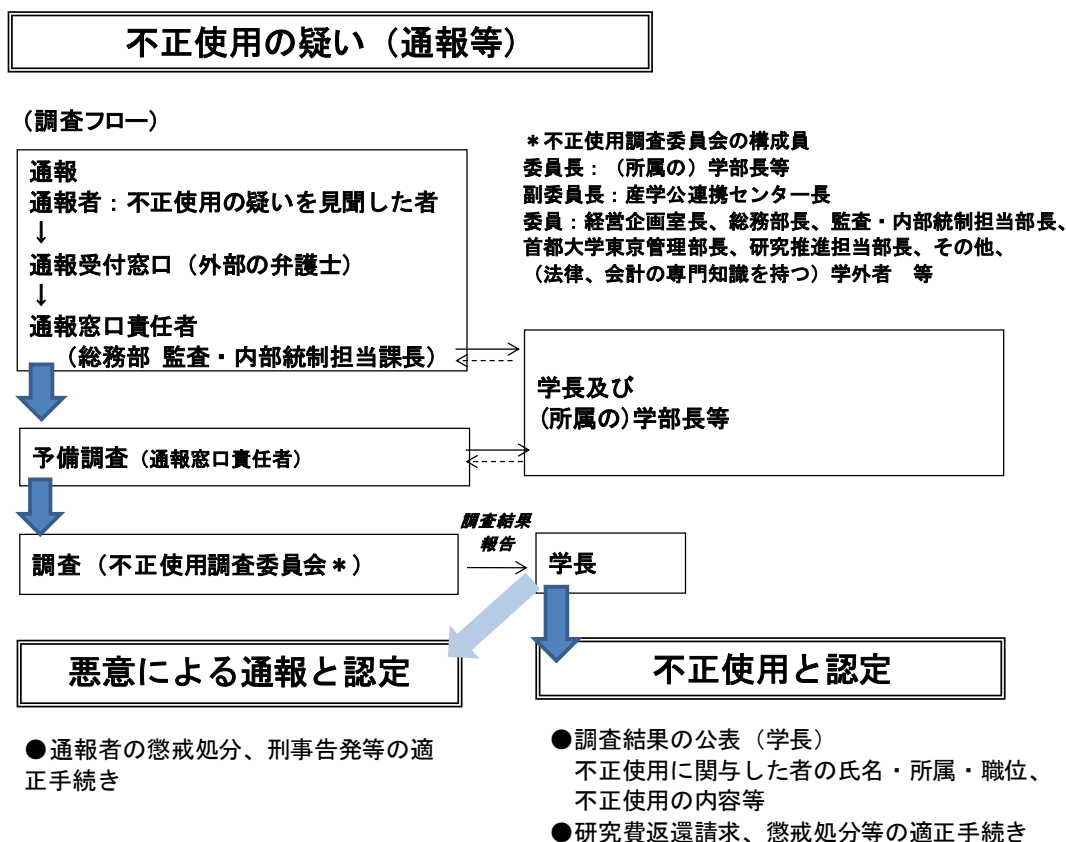 不正使用の疑い（通報等）
（調査フロー）
通報
通報者：不正使用の疑いを見聞した者
↓
通報受付窓口（外部の弁護士）
↓
通報窓口責任者
（総務部 監査・内部統制担当課長）
＊不正使用調査委員会の構成員
委員長：（所属の）学部長等
副委員長：産学公連携センター長
委員：経営企画室長、総務部長、監査・内部統制担当部長、
首都大学東京管理部長、研究推進担当部長、その他、
（法律、会計の専門知識を持つ）学外者　等
学長及び
(所属の)学部長等
予備調査（通報窓口責任者）
調査（不正使用調査委員会＊）
調査結果
報告
学長
悪意による通報と認定
●通報者の懲戒処分、刑事告発等の適
正手続き
不正使用と認定
●調査結果の公表（学長）
不正使用に関与した者の氏名・所属・職位、
不正使用の内容等
●研究費返還請求、懲戒処分等の適正手続き